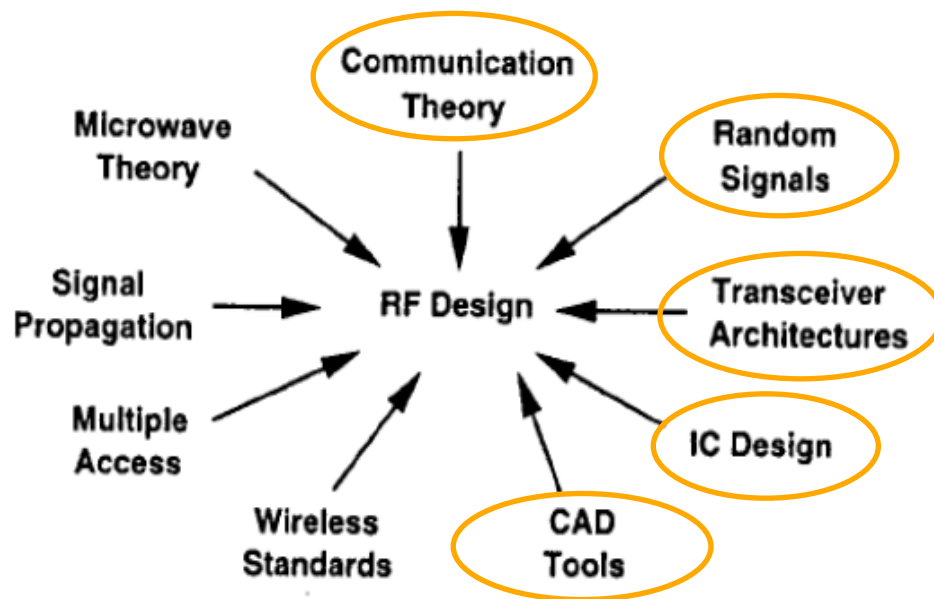 Communication
Theory
Microwave
Theory
Random
Signals
Signal
Propagation
RF Design
Transceiver
Architectures
Multiple
Access
IC Design
Wireless
Standards
CAD
Tools